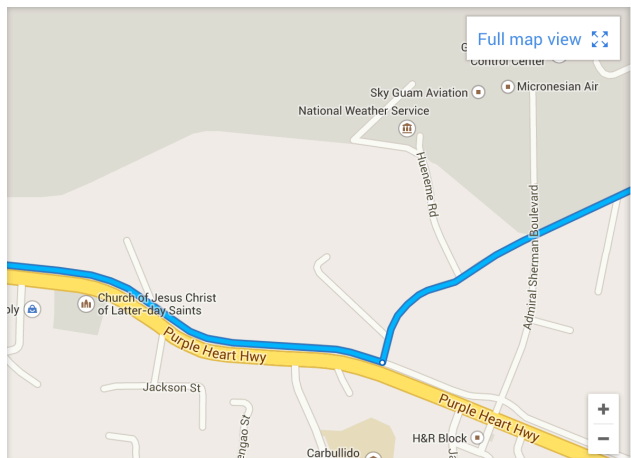 Full map view
Control Center
Sky Guam Aviation
Micronesian Air
National Weather Service
Hueneme Rd
Admiral Sherman Boulevard
Church of Jesus Christ
of Latter-day Saints
Purple Heart Hwy
Jackson St
Purple Heart Hwy
H&R Block
Carbullido
+
−